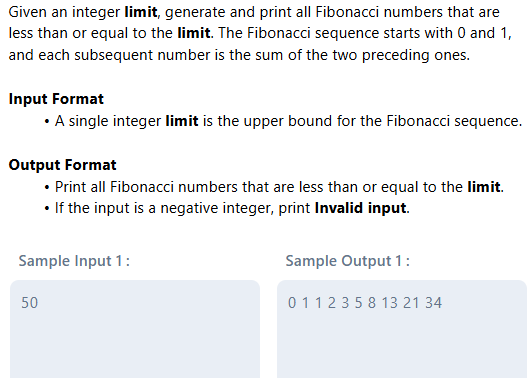 Given an integer limit, generate and print all Fibonacci numbers that are
less than or equal to the limit. The Fibonacci sequence starts with 0 and 1,
and each subsequent number is the sum of the two preceding ones.
Input Format
• A single integer limit is the upper bound for the Fibonacci sequence.
Output Format
• Print all Fibonacci numbers that are less than or equal to the limit.
• If the input is a negative integer, print Invalid input.
Sample Input 1:
50
Sample Output 1:
0 1 1 2 3 5 8 13 21 34